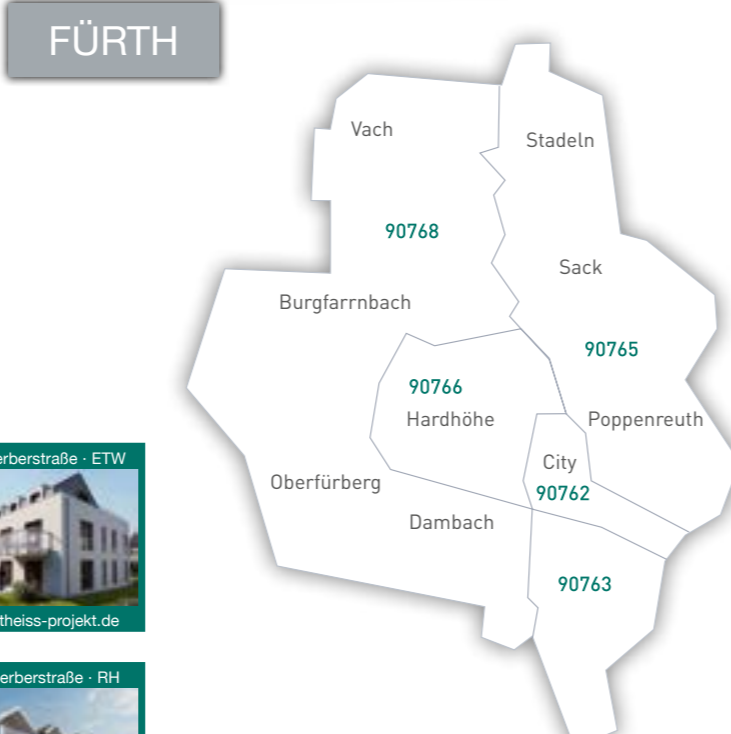 FÜRTH
Vach
Stadeln
90768
Sack
Burgfarrnbach
90765
90766
Hardhöhe
Poppenreuth
City
Oberfürberg
90762
Dambach
90763
erberstraße · ETW
theiss-projekt.de
erberstraße · RH